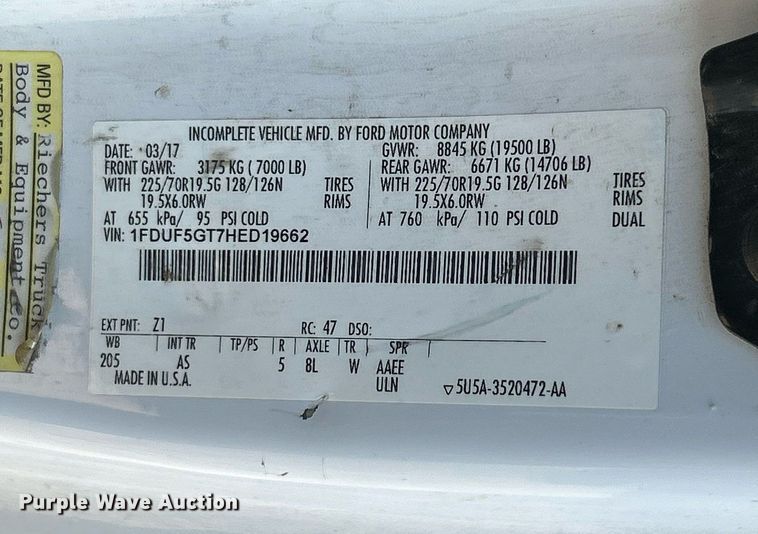 MFD BY: Riechers Truck
Body & Equipment Co.
INCOMPLETE VEHICLE MFD. BY FORD MOTOR COMPANY
DATE: 03/17 GVWR: 8845 KG (19500 LB)
FRONT GAWR: 3175 KG ( 7000 LB) REAR GAWR: 6671 KG (14706 LB)
WITH 225/70R19.5G 128/126N TIRES WITH 225/70R19.5G 128/126N TIRES
19.5X6.0RW RIMS 19.5X6.0RW RIMS
AT 655 kPa/ 95 PSI COLD AT 760 kPa/ 110 PSI COLD DUAL
VIN: 1FDUF5GT7HED19662
EXT PNT: Z1 RC: 47 DSO:
WB INT TR TP/PS R AXLE TR SPR
205 AS 5 8L W AAEE
MADE IN U.S.A. ULN 5U5A-3520472-AA
Purple Wave Auction